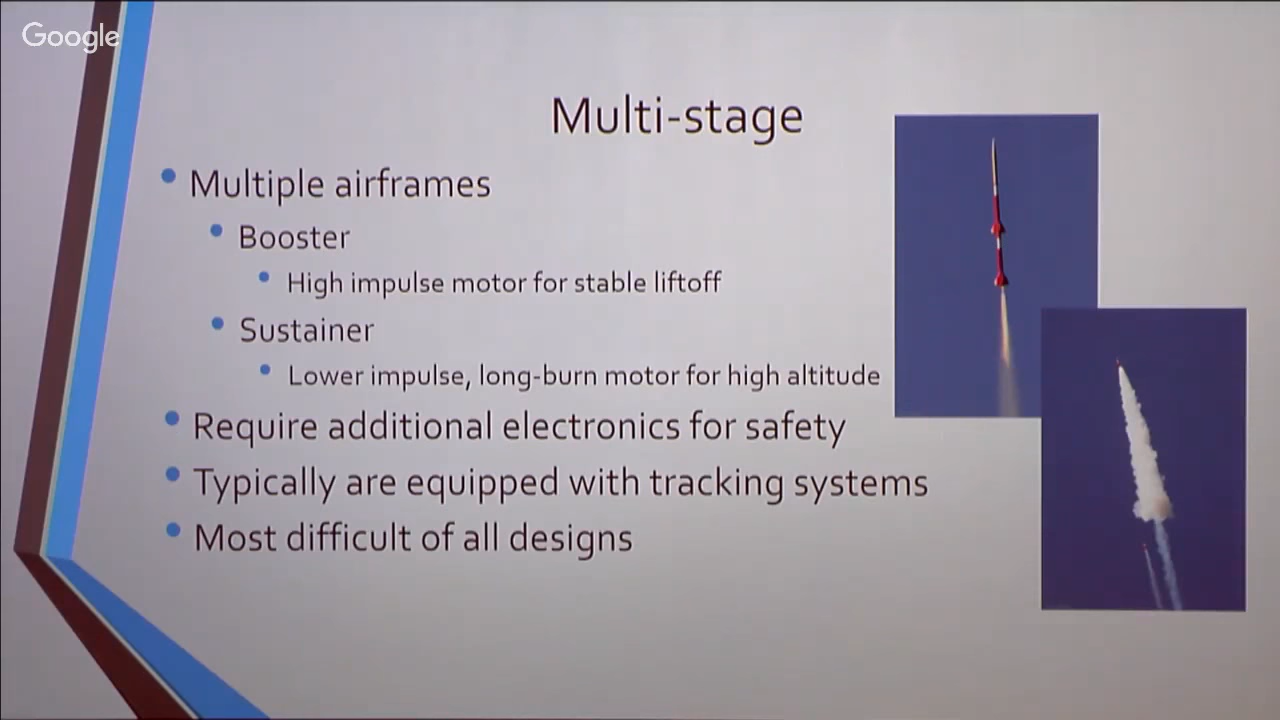 Google
Multi-stage
Multiple airframes
Booster
High impulse motor for stable liftoff
Sustainer
Lower impulse, long-burn motor for high altitude
Require additional electronics for safety
Typically are equipped with tracking systems
Most difficult of all designs